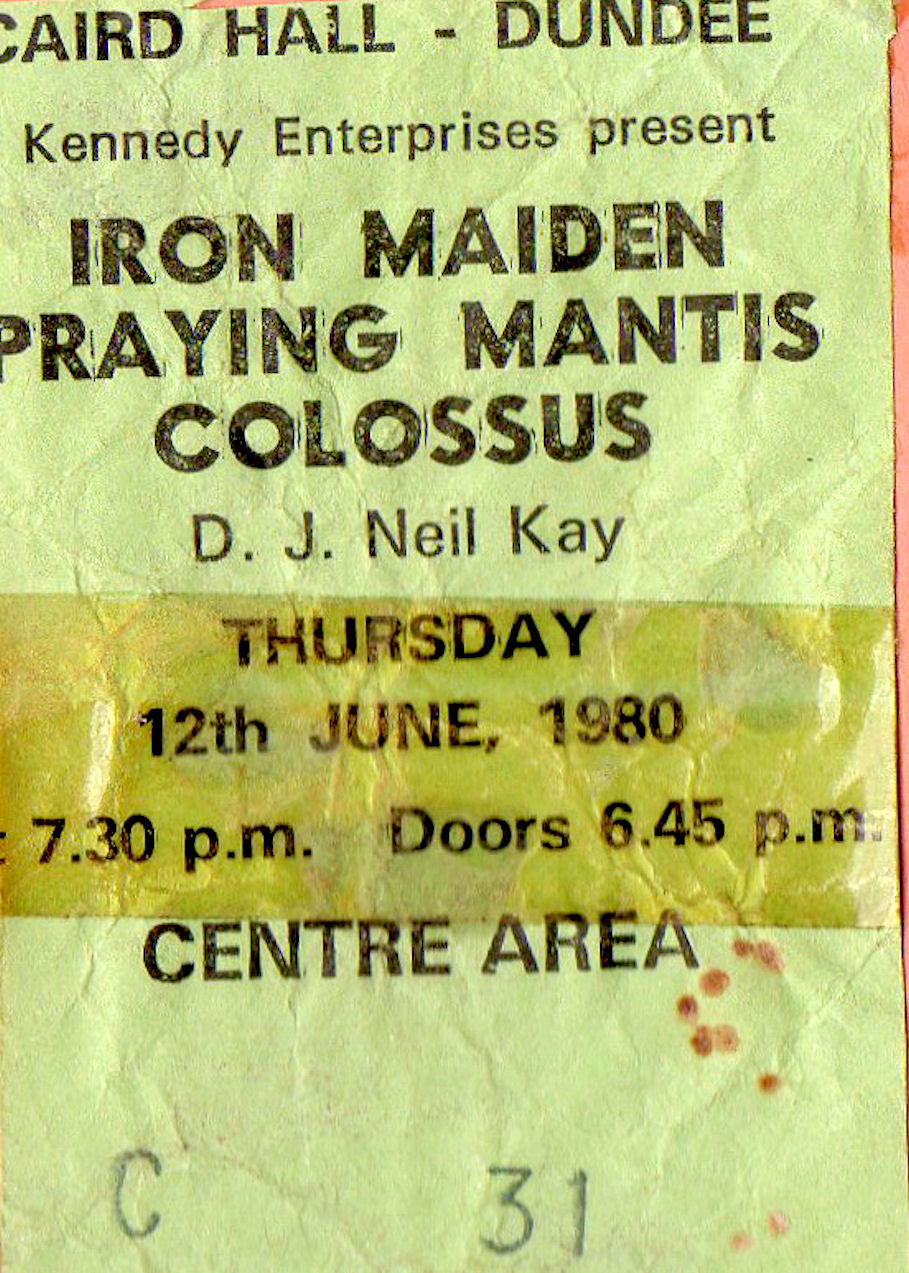 CAIRD HALL - DUNDEE
Kennedy Enterprises present
IRON MAIDEN
PRAYING MANTIS
COLOSSUS
D. J. Neil Kay
THURSDAY
12th JUNE, 1980
: 7.30 p.m. Doors 6.45 p.m.
CENTRE AREA
C 31